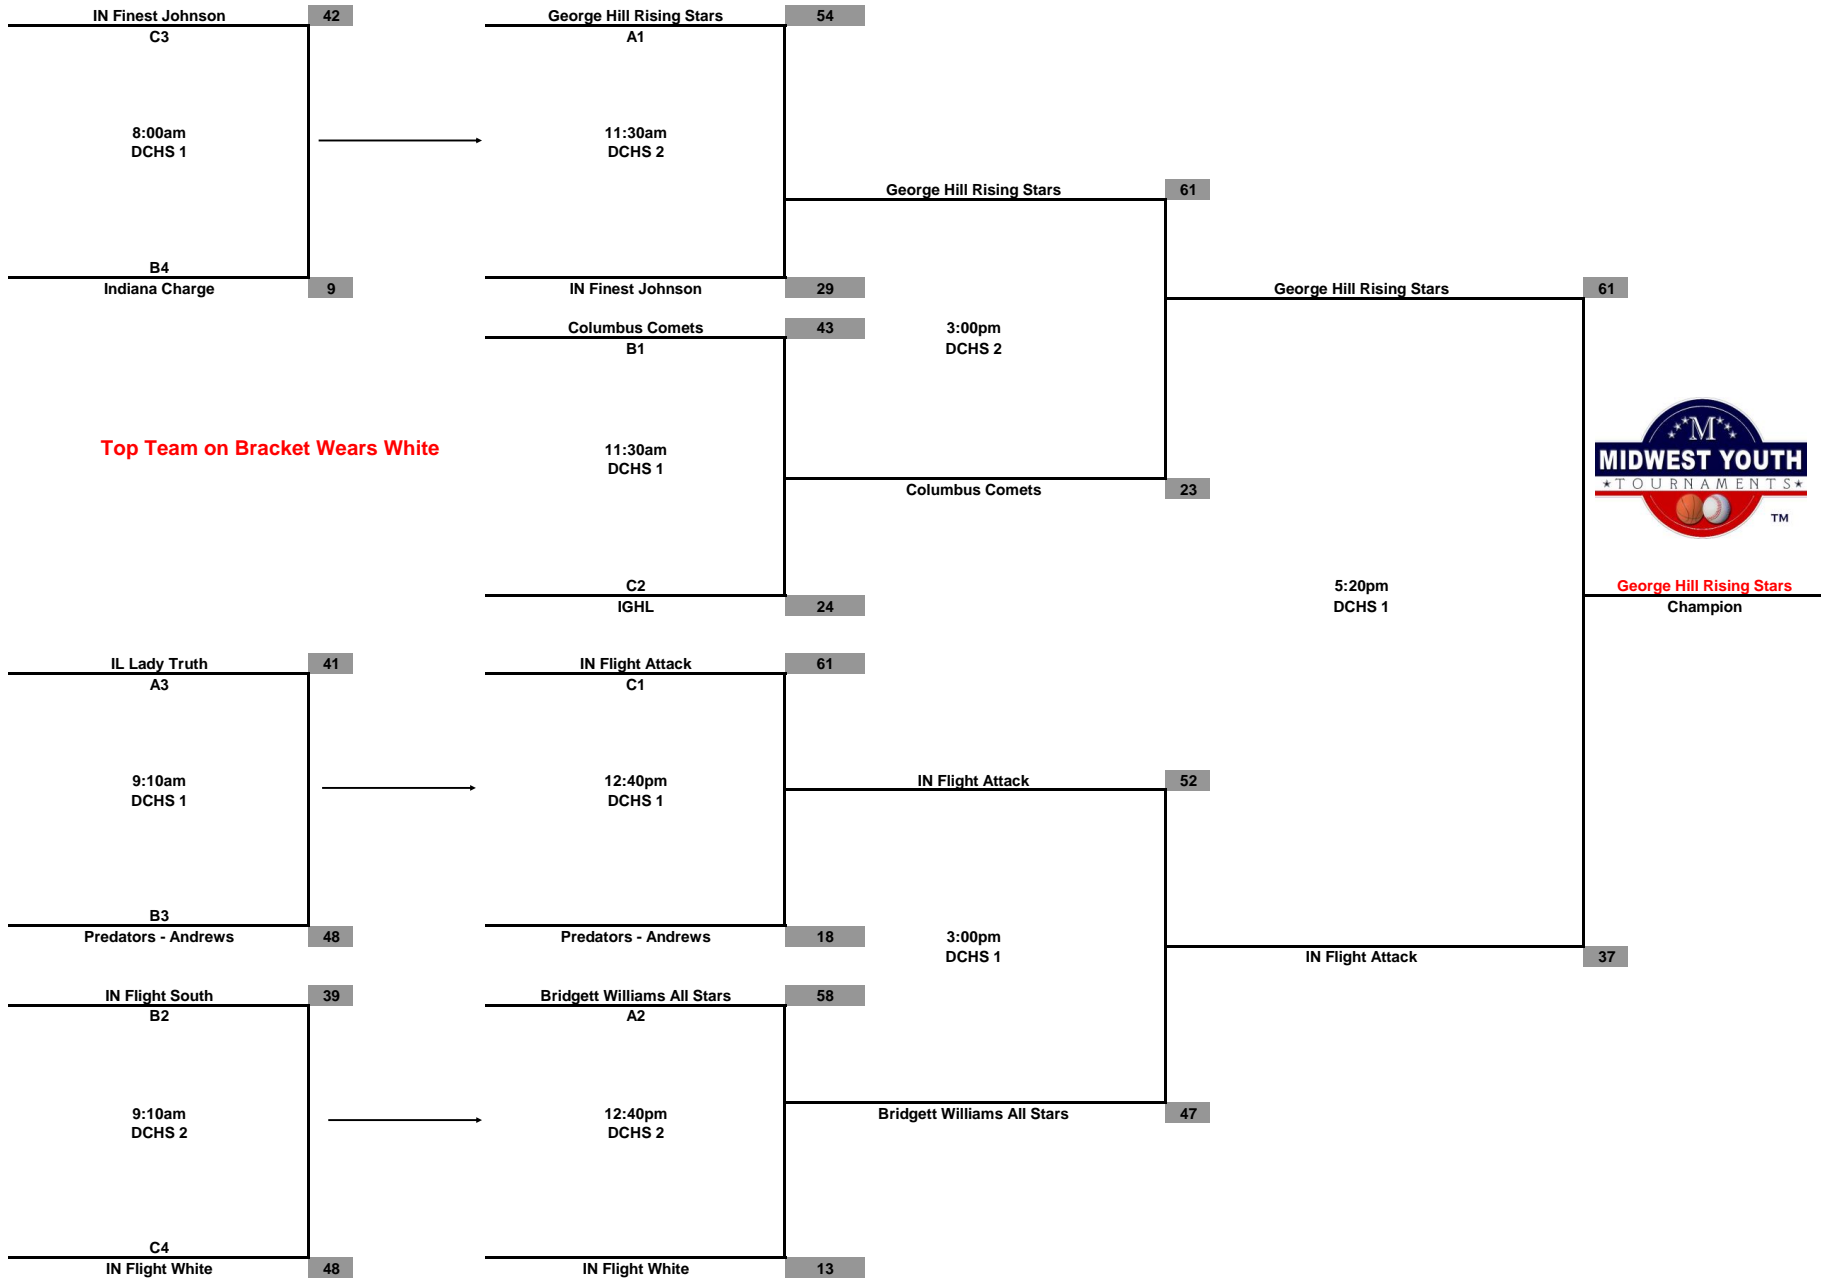 IN Finest Johnson 42
C3
8:00am
DCHS 1
B4
Indiana Charge 9
George Hill Rising Stars 54
A1
11:30am
DCHS 2
IN Finest Johnson 29
Columbus Comets 43
B1
11:30am
DCHS 1
C2
IGHL 24
Top Team on Bracket Wears White
George Hill Rising Stars 61
3:00pm
DCHS 2
Columbus Comets 23
IL Lady Truth 41
A3
9:10am
DCHS 1
B3
Predators - Andrews 48
IN Flight Attack 61
C1
12:40pm
DCHS 1
Predators - Andrews 18
IN Flight South 39
B2
9:10am
DCHS 2
C4
IN Flight White 48
Bridgett Williams All Stars 58
A2
12:40pm
DCHS 2
IN Flight White 13
IN Flight Attack 52
3:00pm
DCHS 1
Bridgett Williams All Stars 47
George Hill Rising Stars 61
5:20pm
DCHS 1
IN Flight Attack 37
M
MIDWEST YOUTH
TOURNAMENTS
TM
George Hill Rising Stars
Champion